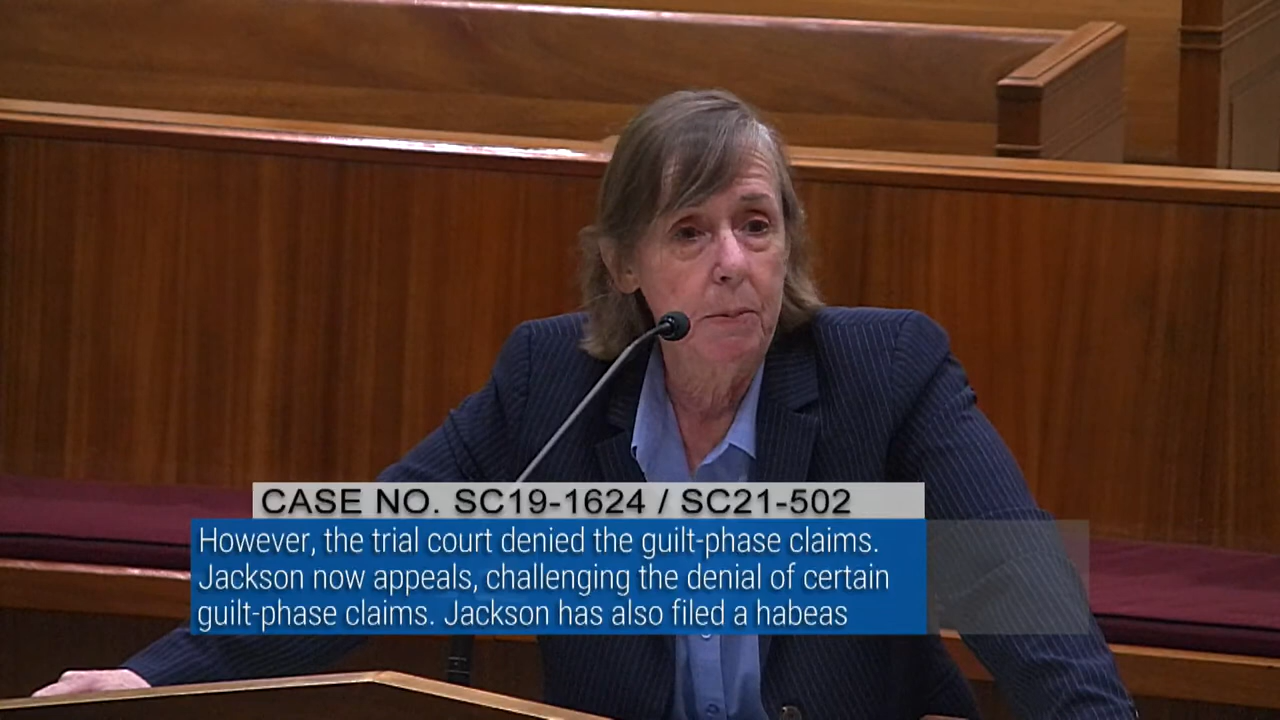 CASE NO. SC19-1624 / SC21-502
However, the trial court denied the guilt-phase claims.
Jackson now appeals, challenging the denial of certain
guilt-phase claims. Jackson has also filed a habeas